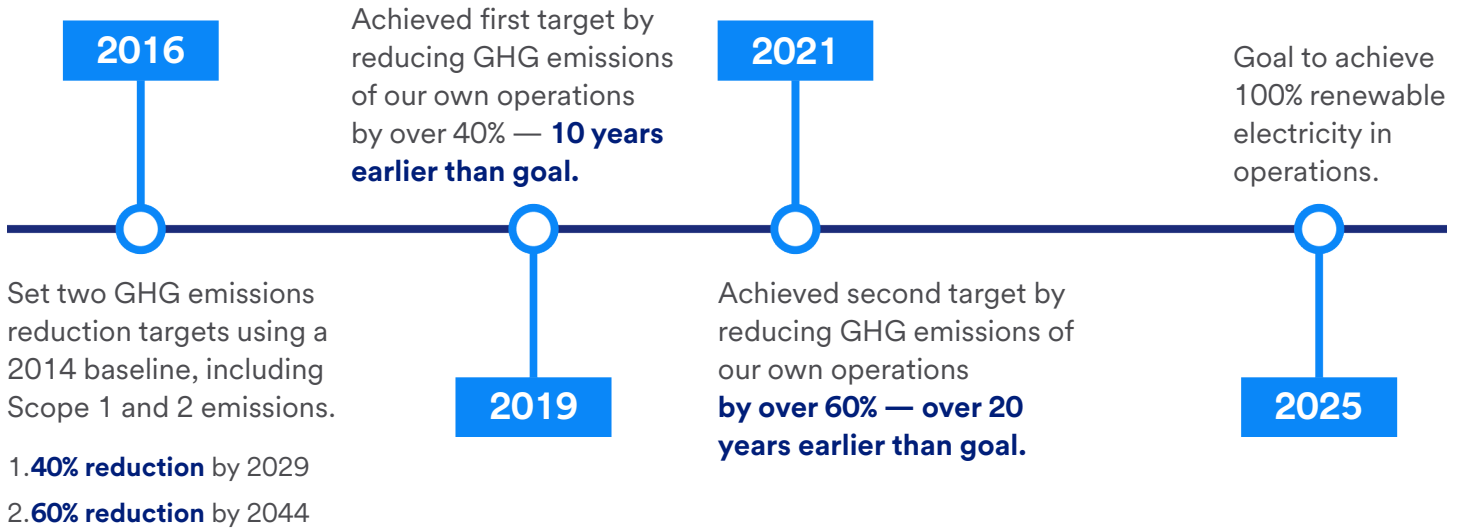 2016
Set two GHG emissions
reduction targets using a
2014 baseline, including
Scope 1 and 2 emissions.
1.40% reduction by 2029
2.60% reduction by 2044
Achieved first target by
reducing GHG emissions
of our own operations
by over 40% — 10 years
earlier than goal.
2019
2021
Achieved second target by
reducing GHG emissions of
our own operations
by over 60% — over 20
years earlier than goal.
Goal to achieve
100% renewable
electricity in
operations.
2025